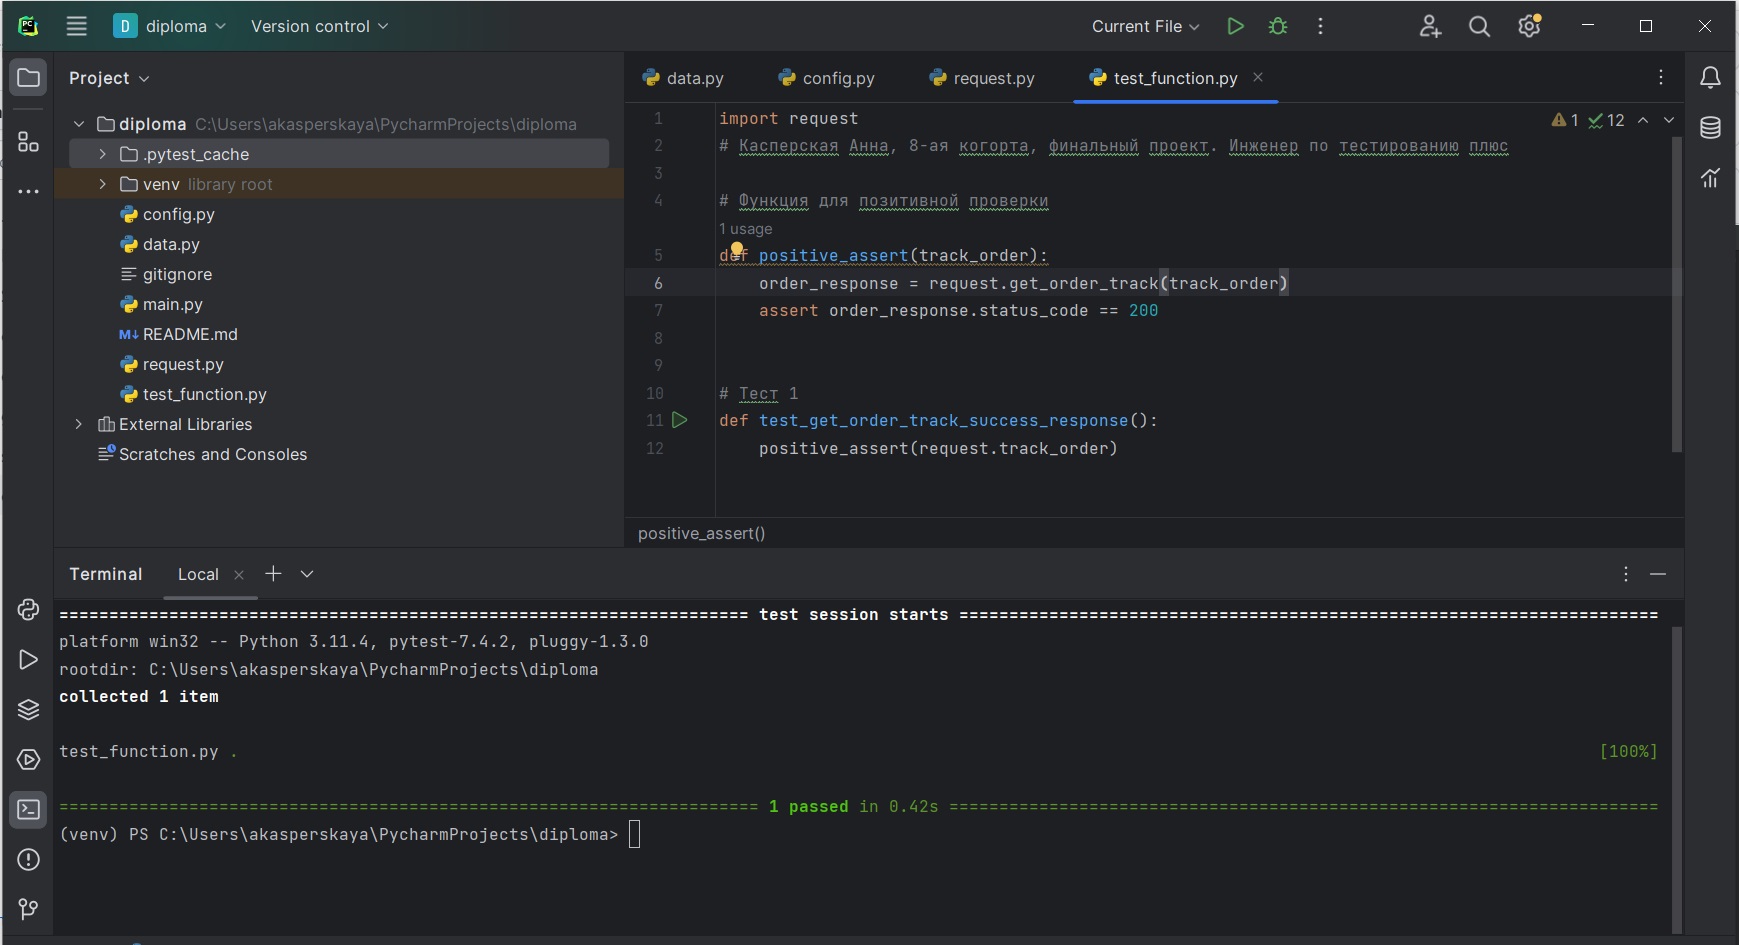 PC
D diploma Version control Current File
Project
diploma C:\Users\akasperskaya\PycharmProjects\diploma
.pytest_cache
venv library root
config.py
data.py
gitignore
main.py
M↓ README.md
request.py
test_function.py
External Libraries
Scratches and Consoles
data.py config.py request.py test_function.py
1 import request
1 12
2 # Касперская Анна, 8-ая когорта, финальный проект. Инженер по тестированию плюс
3
4 # Функция для позитивной проверки
1 usage
5 def positive_assert(track_order):
6 order_response = request.get_order_track(track_order)
7 assert order_response.status_code == 200
8
9
10 # Тест 1
11 def test_get_order_track_success_response():
12 positive_assert(request.track_order)
positive_assert()
Terminal Local
===================================================================== test session starts ======================================================================
platform win32 -- Python 3.11.4, pytest-7.4.2, pluggy-1.3.0
rootdir: C:\Users\akasperskaya\PycharmProjects\diploma
collected 1 item
test_function.py . [100%]
====================================================================== 1 passed in 0.42s =======================================================================
(venv) PS C:\Users\akasperskaya\PycharmProjects\diploma>